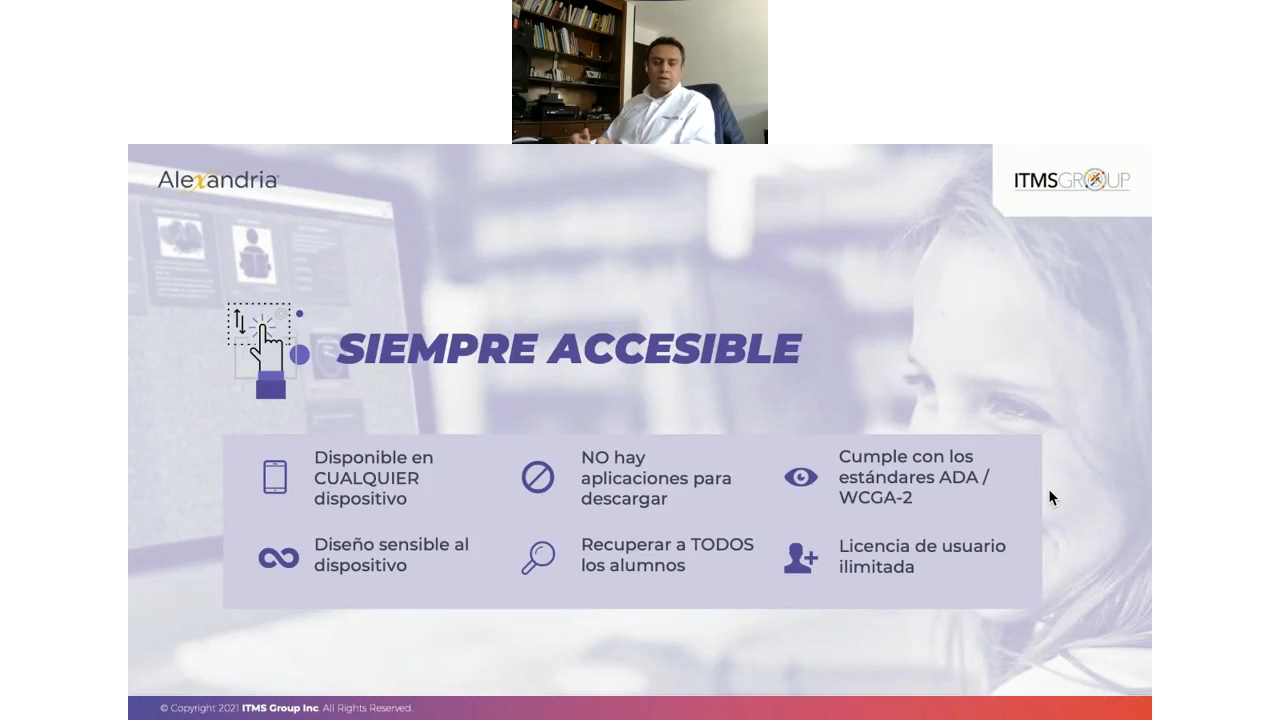 Alexandria
ITMSGROUP
SIEMPRE ACCESIBLE
Disponible en
CUALQUIER
dispositivo
NO hay
aplicaciones para
descargar
Cumple con los
estándares ADA /
WCGA-2
Diseño sensible al
dispositivo
Recuperar a TODOS
los alumnos
Licencia de usuario
ilimitada
© Copyright 2021 ITMS Group Inc. All Rights Reserved.